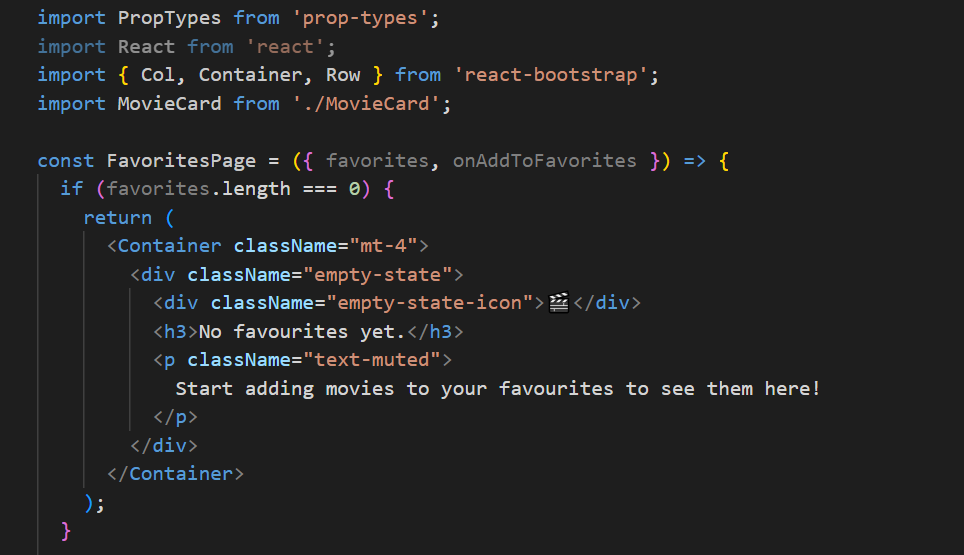 import PropTypes from 'prop-types';
import React from 'react';
import { Col, Container, Row } from 'react-bootstrap';
import MovieCard from './MovieCard';

const FavoritesPage = ({ favorites, onAddToFavorites }) => {
  if (favorites.length === 0) {
    return (
      <Container className="mt-4">
        <div className="empty-state">
          <div className="empty-state-icon">🎬</div>
          <h3>No favourites yet.</h3>
          <p className="text-muted">
            Start adding movies to your favourites to see them here!
          </p>
        </div>
      </Container>
    );
  }